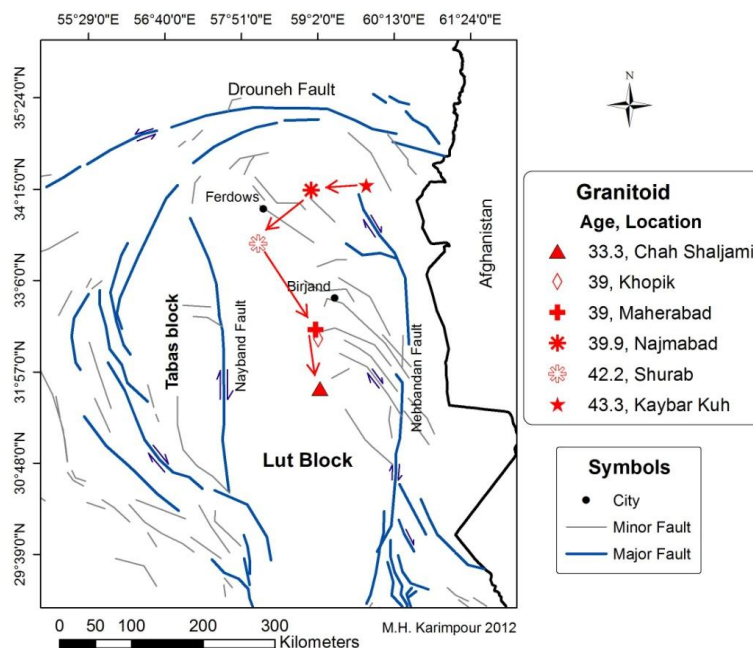 55°29'0"E 56°40'0"E 57°51'0"E 59°2'0"E 60°13'0"E 61°24'0"E
35°24'0"N
34°15'0"N
33°6'0"N
31°57'0"N
30°48'0"N
29°39'0"N
Drouneh Fault
Ferdows
Birjand
Tabas block
Nayband Fault
Nehbandan Fault
Afghanistan
Lut Block
N
Granitoid
Age, Location
33.3, Chah Shaljami
39, Khopik
39, Maherabad
39.9, Najmabad
42.2, Shurab
43.3, Kaybar Kuh
Symbols
City
Minor Fault
Major Fault
0 50 100 200 300
Kilometers
M.H. Karimpour 2012